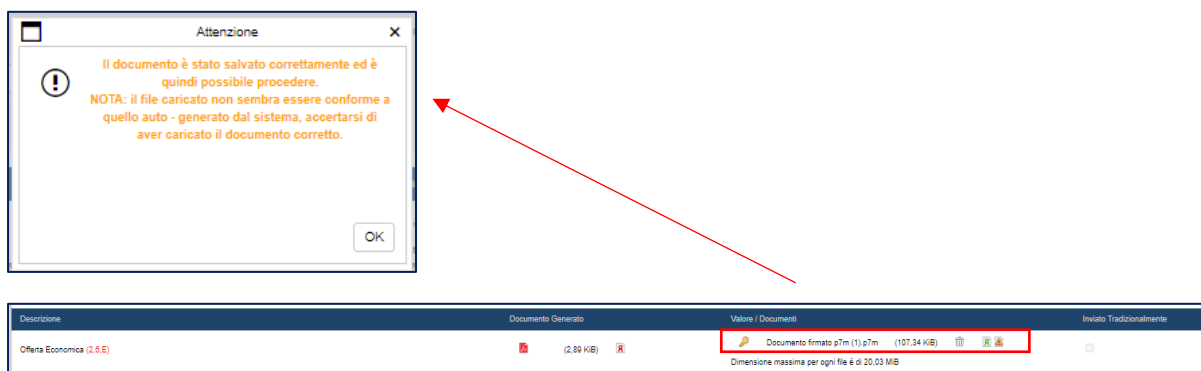 Attenzione
Il documento è stato salvato correttamente ed è
quindi possibile procedere.
NOTA: il file caricato non sembra essere conforme a
quello auto - generato dal sistema, accertarsi di
aver caricato il documento corretto.
OK
Descrizione Documento Generato Valore / Documenti Inviato Tradizionalmente
Offerta Economica (2,6,E) (2,89 KiB) R Documento firmato p7m (1).p7m (107,34 KiB) R
Dimensione massima per ogni file é di 20,03 MiB